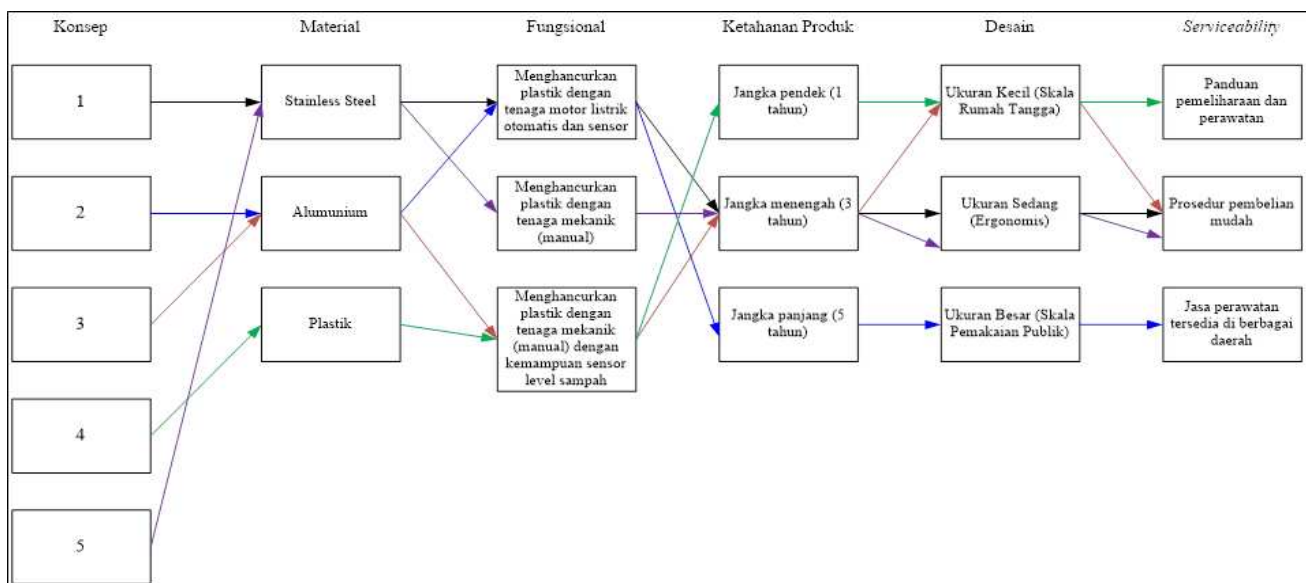 Konsep
Material
Fungsional
Ketahanan Produk
Desain
Serviceability
1
Stainless Steel
Menghancurkan
plastik dengan
tenaga motor listrik
otomatis dan sensor
Jangka pendek (1
tahun)
Ukuran Kecil (Skala
Rumah Tangga)
Panduan
pemeliharaan dan
perawatan
2
Alumunium
Menghancurkan
plastik dengan
tenaga mekanik
(manual)
Jangka menengah (3
tahun)
Ukuran Sedang
(Ergonomis)
Prosedur pembelian
mudah
3
Plastik
Menghancurkan
plastik dengan
tenaga mekanik
(manual) dengan
kemampuan sensor
level sampah
Jangka panjang (5
tahun)
Ukuran Besar (Skala
Pemakaian Publik)
Jasa perawatan
tersedia di berbagai
daerah
4
5